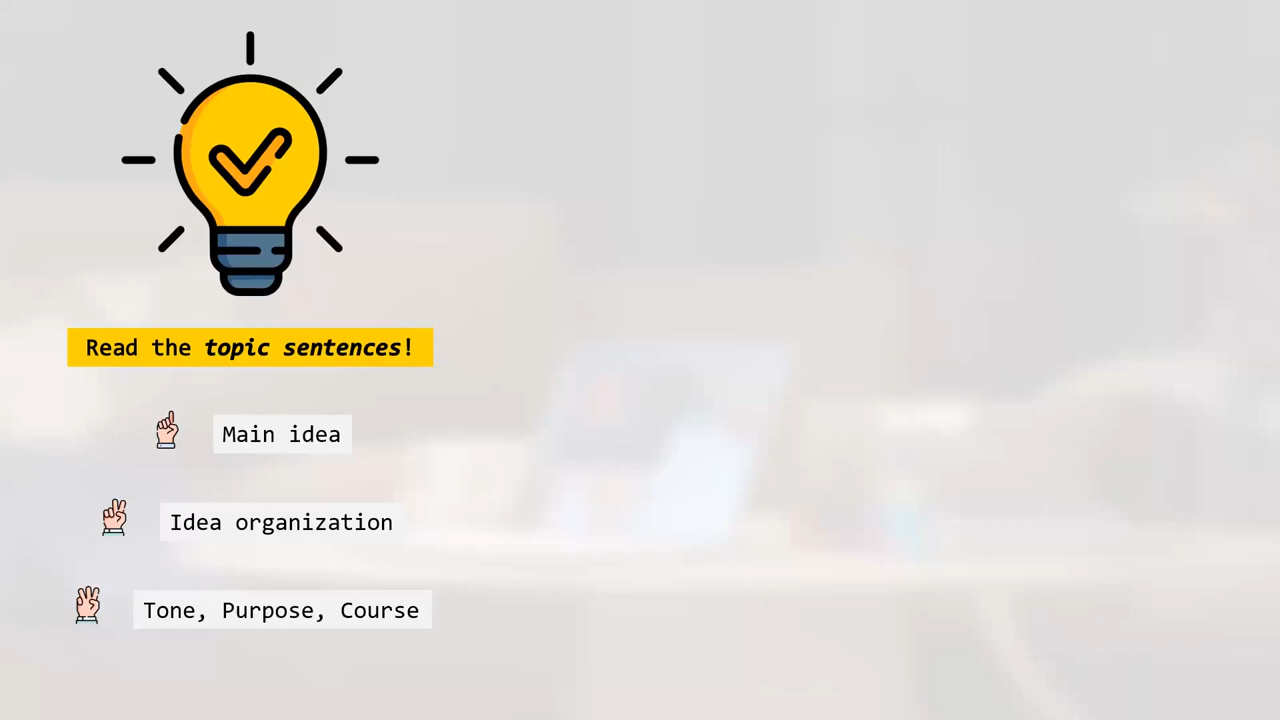 Read the topic sentences!
Main idea
Idea organization
Tone, Purpose, Course